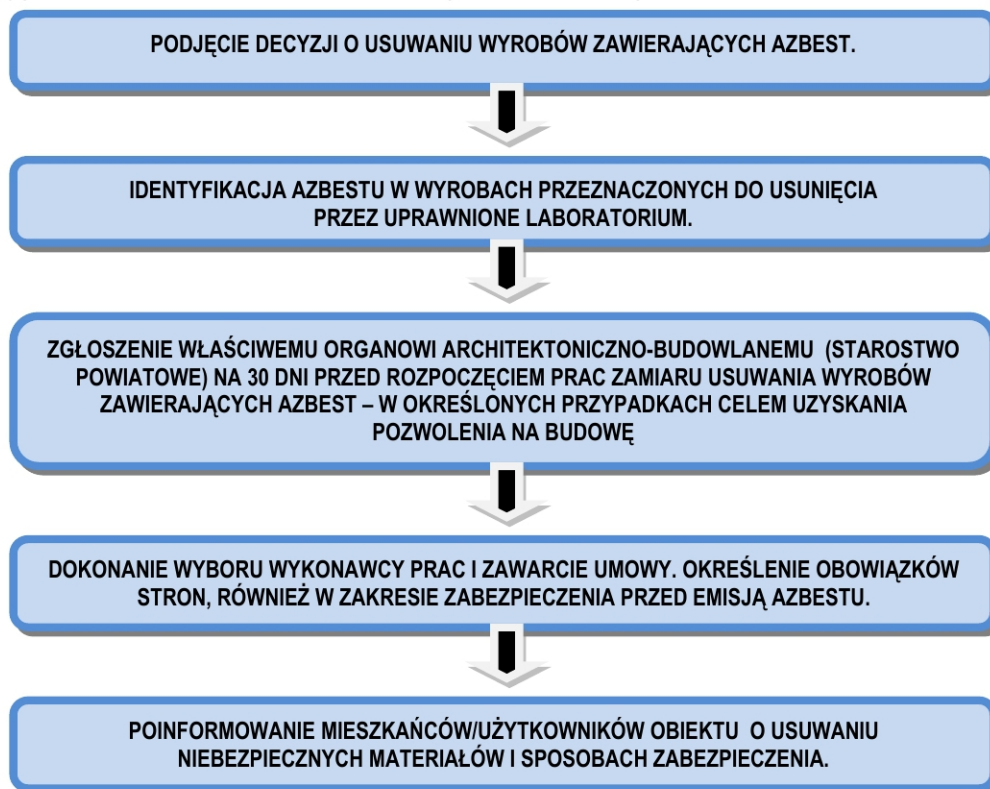 PODJĘCIE DECYZJI O USUWANIU WYROBÓW ZAWIERAJĄCYCH AZBEST.
IDENTYFIKACJA AZBESTU W WYROBACH PRZEZNACZONYCH DO USUNIĘCIA
PRZEZ UPRAWNIONE LABORATORIUM.
ZGŁOSZENIE WŁAŚCIWEMU ORGANOWI ARCHITEKTONICZNO-BUDOWLANEMU (STAROSTWO
POWIATOWE) NA 30 DNI PRZED ROZPOCZĘCIEM PRAC ZAMIARU USUWANIA WYROBÓW
ZAWIERAJĄCYCH AZBEST – W OKREŚLONYCH PRZYPADKACH CELEM UZYSKANIA
POZWOLENIA NA BUDOWĘ
DOKONANIE WYBORU WYKONAWCY PRAC I ZAWARCIE UMOWY. OKREŚLENIE OBOWIĄZKÓW
STRON, RÓWNIEŻ W ZAKRESIE ZABEZPIECZENIA PRZED EMISJĄ AZBESTU.
POINFORMOWANIE MIESZKAŃCÓW/UŻYTKOWNIKÓW OBIEKTU O USUWANIU
NIEBEZPIECZNYCH MATERIAŁÓW I SPOSOBACH ZABEZPIECZENIA.